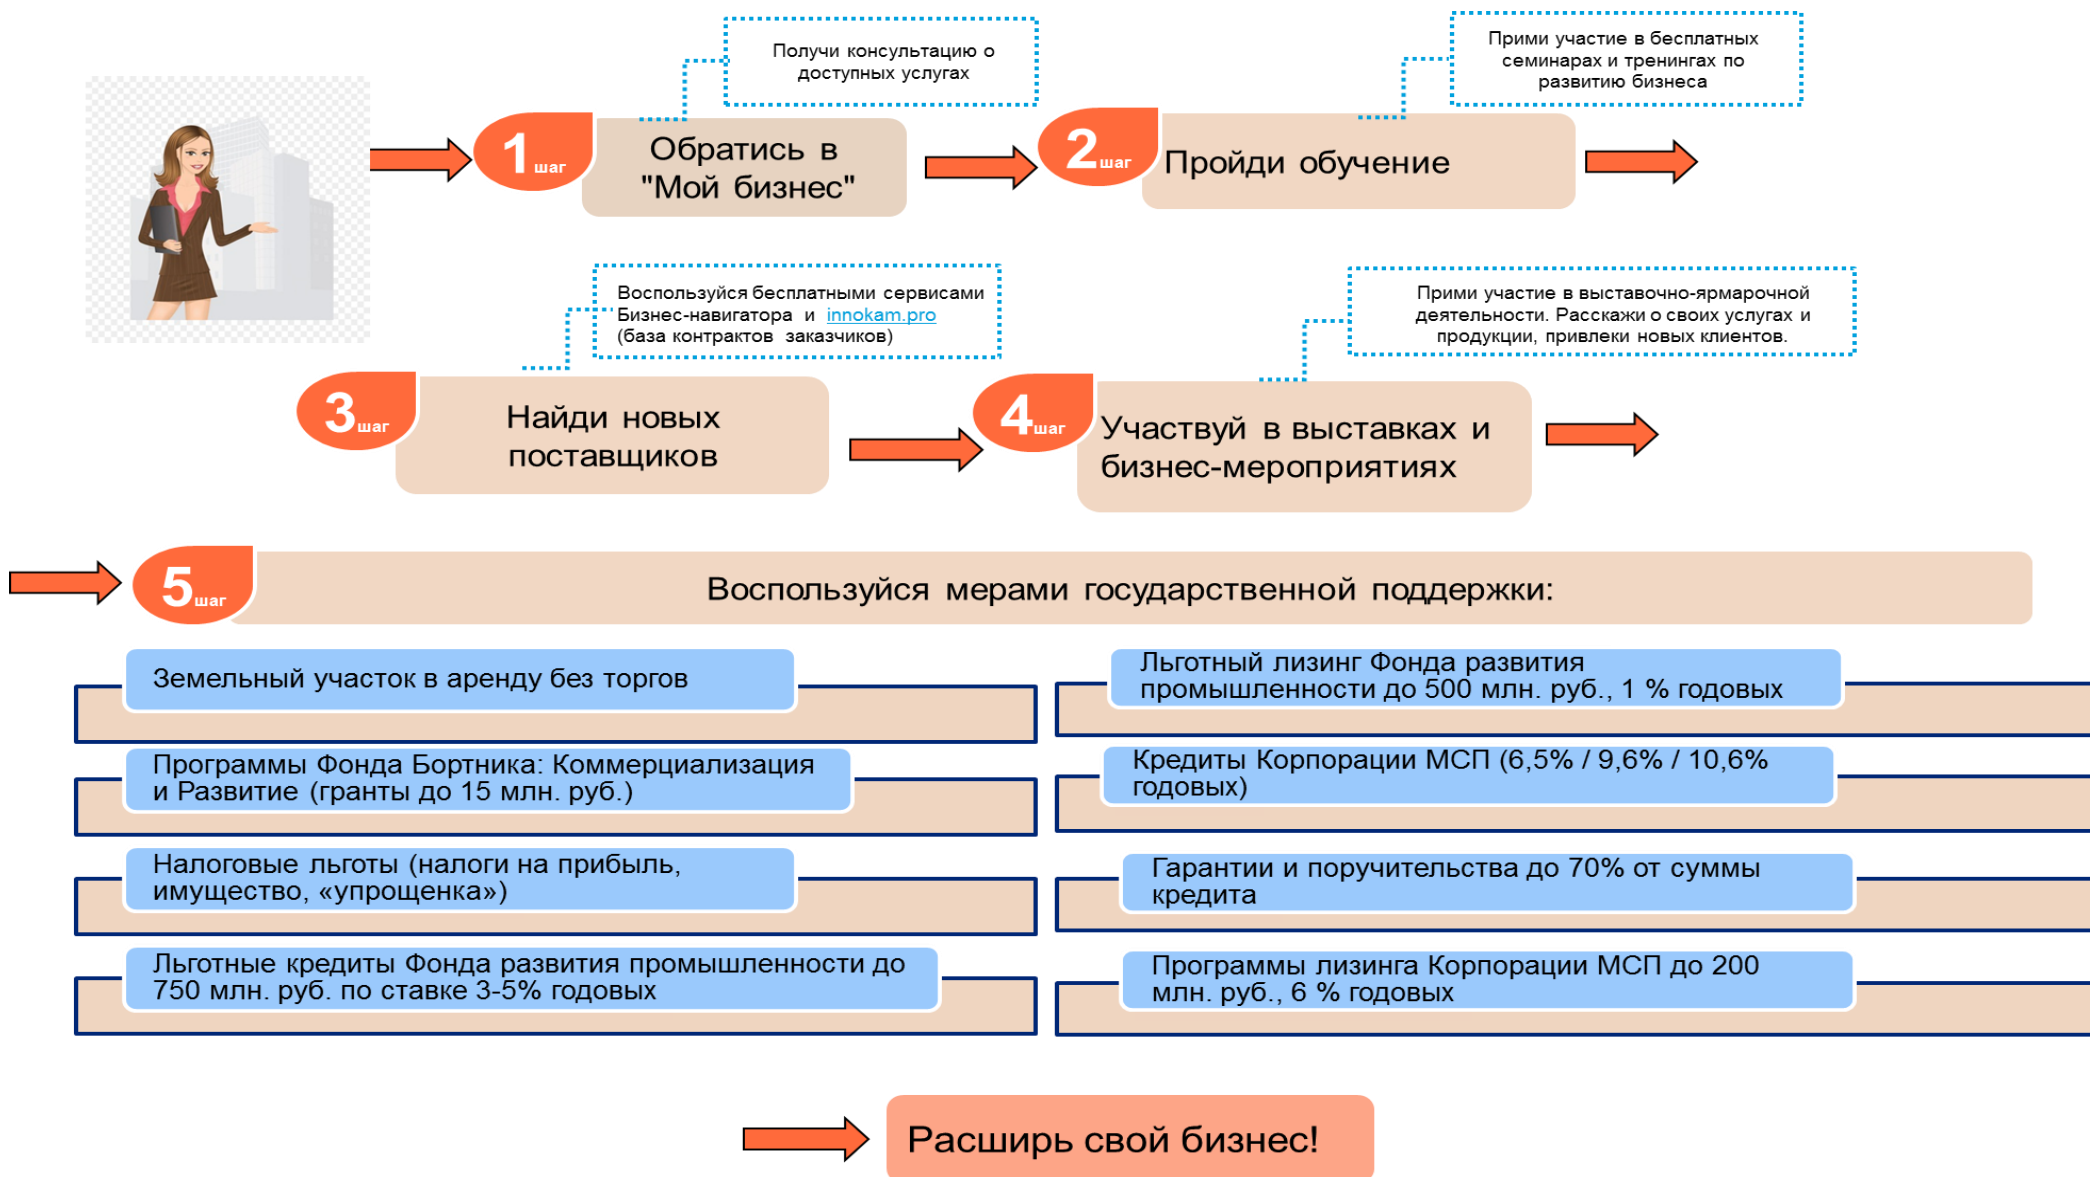 Получи консультацию о
доступных услугах
1 шаг
Обратись в
"Мой бизнес"
Прими участие в бесплатных
семинарах и тренингах по
развитию бизнеса
2 шаг
Пройди обучение
Воспользуйся бесплатными сервисами
Бизнес-навигатора и innokam.pro
(база контрактов заказчиков)
3 шаг
Найди новых
поставщиков
Прими участие в выставочно-ярмарочной
деятельности. Расскажи о своих услугах и
продукции, привлеки новых клиентов.
4 шаг
Участвуй в выставках и
бизнес-мероприятиях
5 шаг
Воспользуйся мерами государственной поддержки:
Земельный участок в аренду без торгов
Программы Фонда Бортника: Коммерциализация
и Развитие (гранты до 15 млн. руб.)
Налоговые льготы (налоги на прибыль,
имущество, «упрощенка»)
Льготные кредиты Фонда развития промышленности до
750 млн. руб. по ставке 3-5% годовых
Льготный лизинг Фонда развития
промышленности до 500 млн. руб., 1 % годовых
Кредиты Корпорации МСП (6,5% / 9,6% / 10,6%
годовых)
Гарантии и поручительства до 70% от суммы
кредита
Программы лизинга Корпорации МСП до 200
млн. руб., 6 % годовых
Расширь свой бизнес!